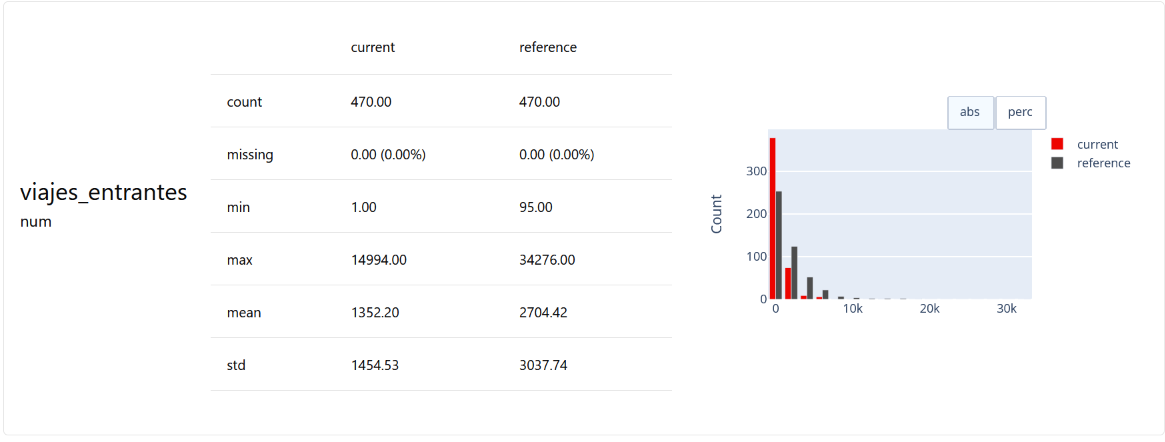 current reference
count 470.00 470.00
missing 0.00 (0.00%) 0.00 (0.00%)
min 1.00 95.00
max 14994.00 34276.00
mean 1352.20 2704.42
std 1454.53 3037.74
viajes_entrantes
num
abs perc
current
reference
Count
300
200
100
0
0 10k 20k 30k